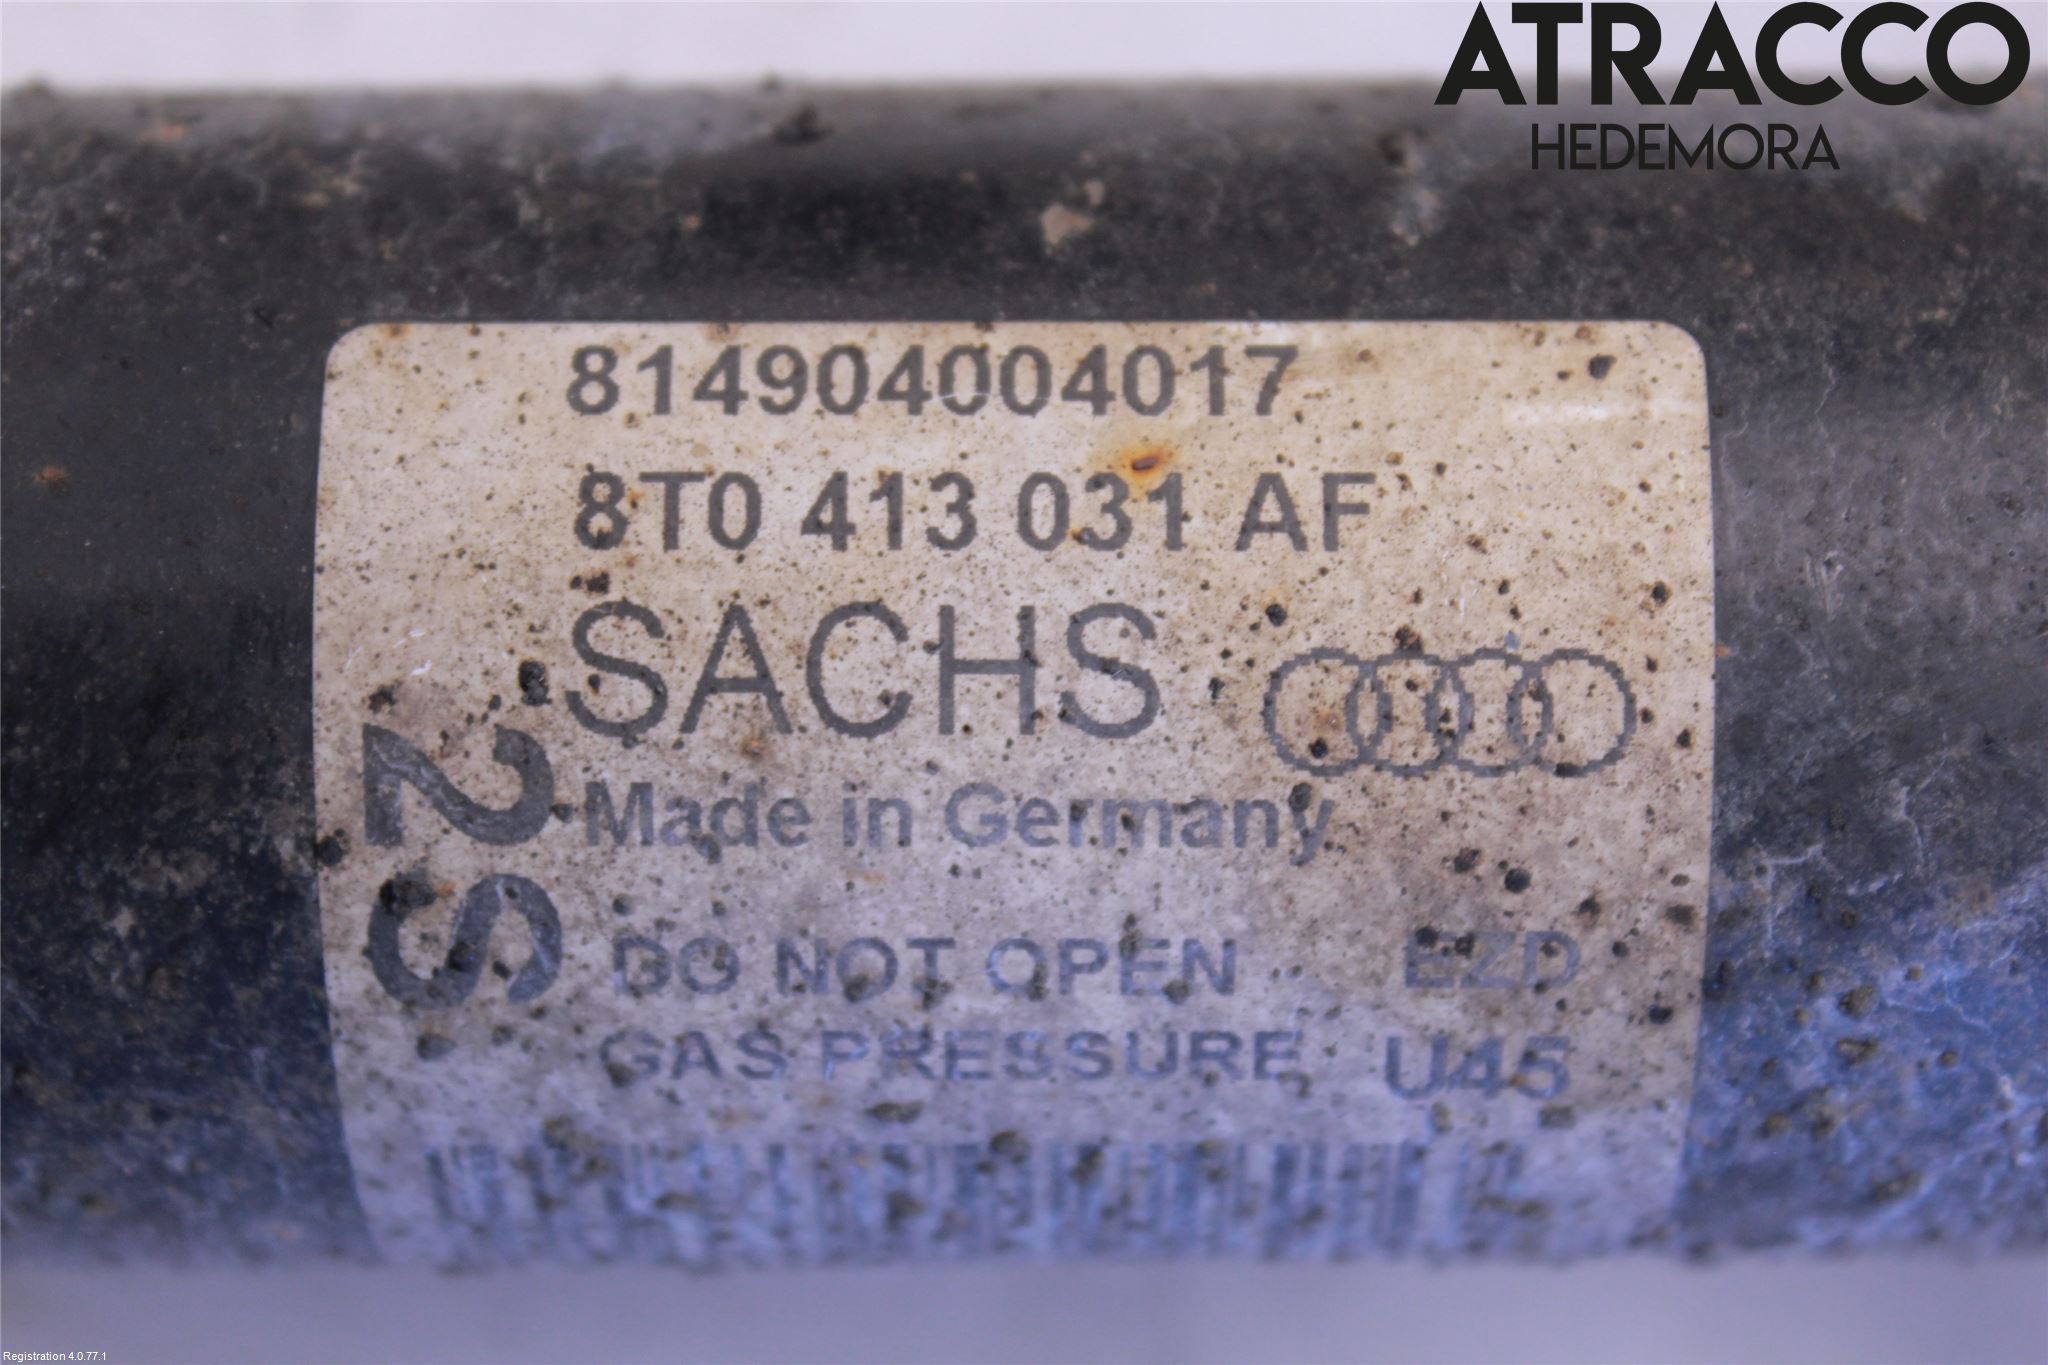 ATRACCO
HEDEMORA
814904004017
8T0 413 031 AF
SACHS
Made in Germany
S2
DO NOT OPEN EZD
GAS PRESSURE U45
Registration 4.0.77.1